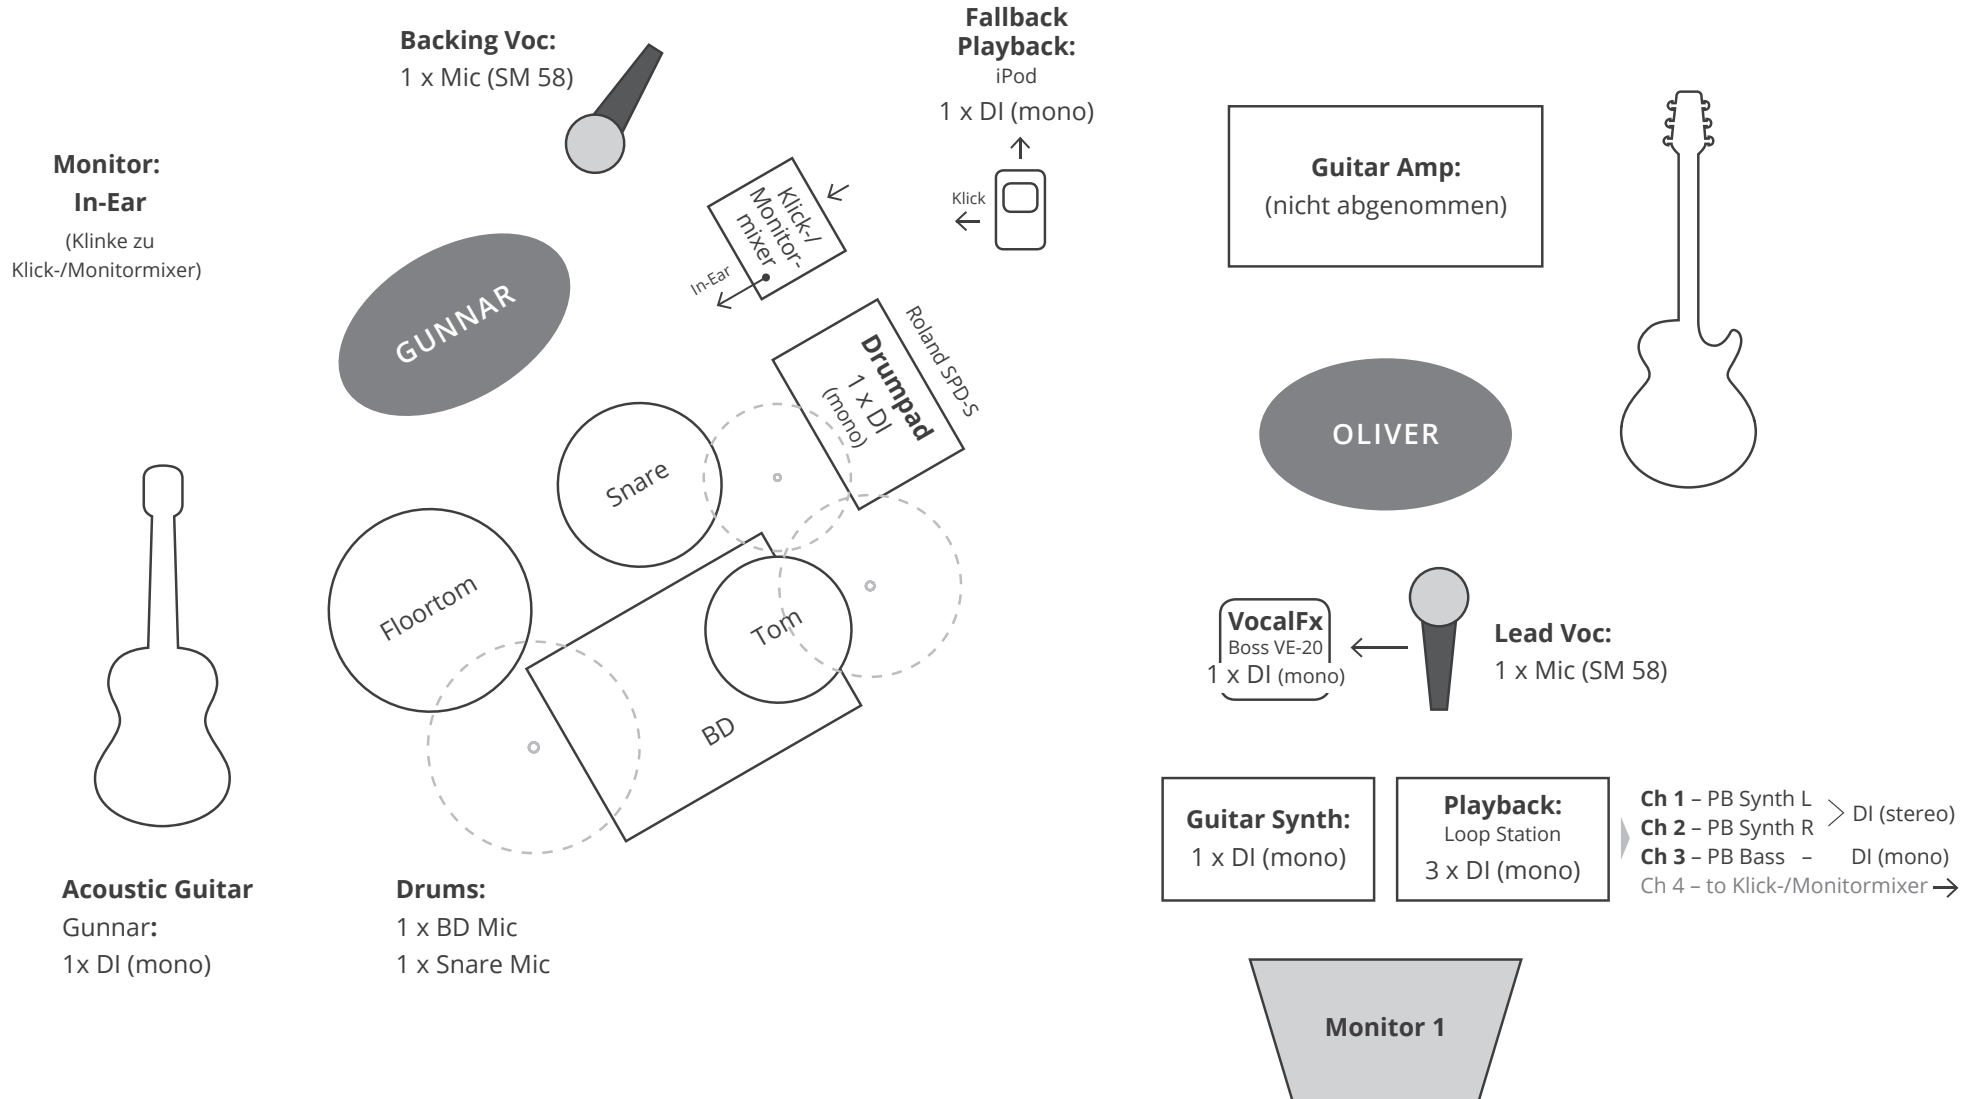 Backing Voc:
1 x Mic (SM 58)
Fallback
Playback:
iPod
1 x DI (mono)
Klick
Monitor:
In-Ear
(Klinke zu
Klick-/Monitormixer)
Klick-/
Monitor-
mixer
In-Ear
GUNNAR
Roland SPD-S
Drumpad
1 x DI
(mono)
Snare
Floortom
Tom
BD
Guitar Amp:
(nicht abgenommen)
OLIVER
VocalFx
Boss VE-20
1 x DI (mono)
Lead Voc:
1 x Mic (SM 58)
Guitar Synth:
1 x DI (mono)
Playback:
Loop Station
3 x DI (mono)
Ch 1 – PB Synth L
Ch 2 – PB Synth R
DI (stereo)
Ch 3 – PB Bass – DI (mono)
Ch 4 – to Klick-/Monitormixer
Acoustic Guitar
Gunnar:
1x DI (mono)
Drums:
1 x BD Mic
1 x Snare Mic
Monitor 1